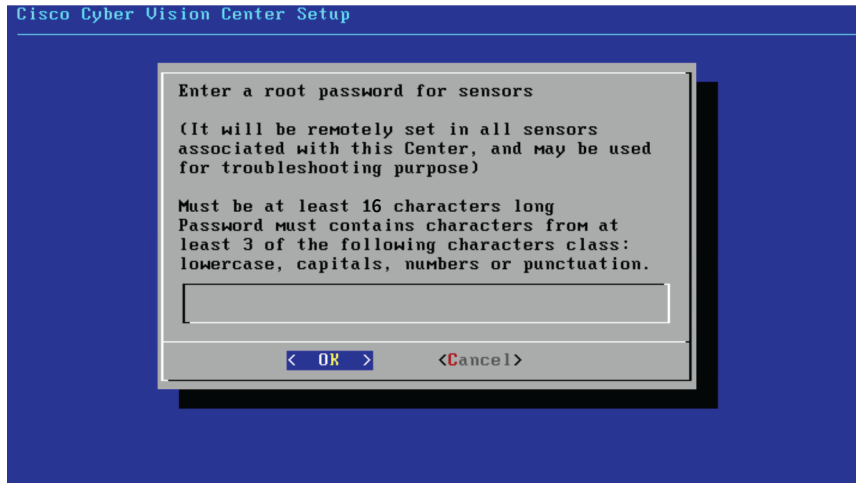 Cisco Cyber Vision Center Setup
Enter a root password for sensors
(It will be remotely set in all sensors
associated with this Center, and may be used
for troubleshooting purpose)
Must be at least 16 characters long
Password must contains characters from at
least 3 of the following characters class:
lowercase, capitals, numbers or punctuation.
< OK > <Cancel>